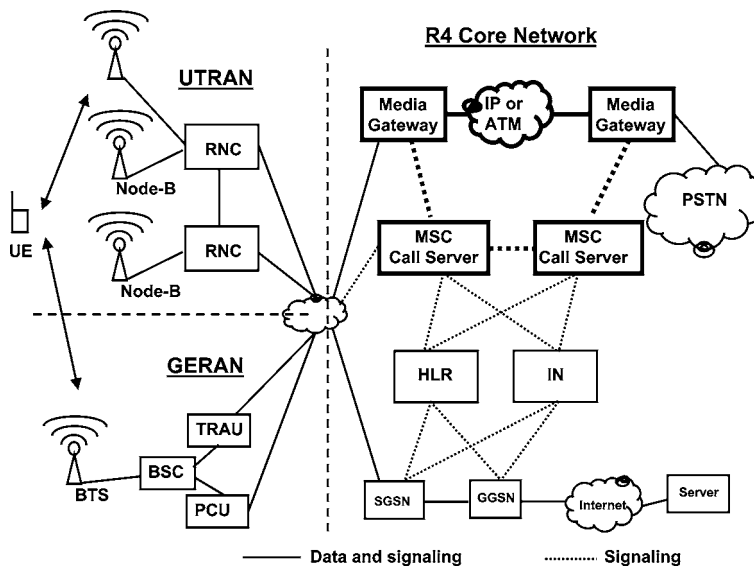 R4 Core Network
UTRAN
Media
Gateway
IP or
ATM
Media
Gateway
RNC
Node-B
PSTN
UE
RNC
MSC
Call Server
MSC
Call Server
Node-B
GERAN
HLR
IN
TRAU
BSC
BTS
PCU
SGSN
GGSN
Internet
Server
Data and signaling
Signaling